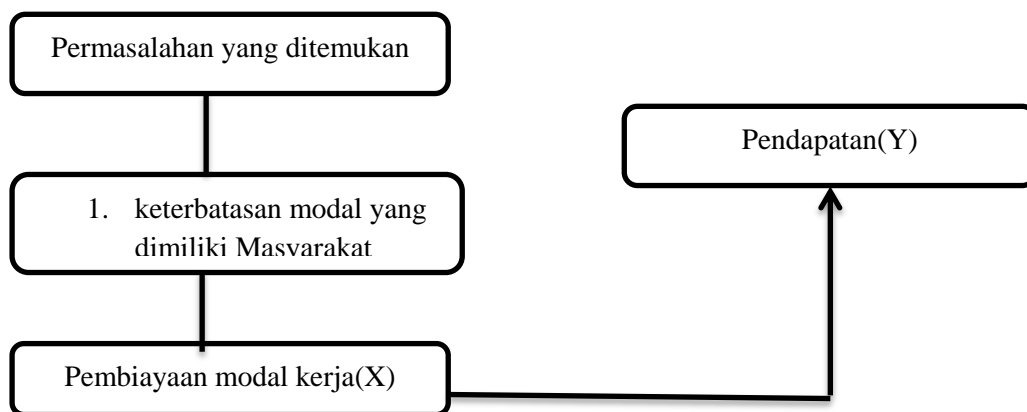 Permasalahan yang ditemukan
Pendapatan(Y)
1. keterbatasan modal yang
dimiliki Masyarakat
Pembiayaan modal kerja(X)